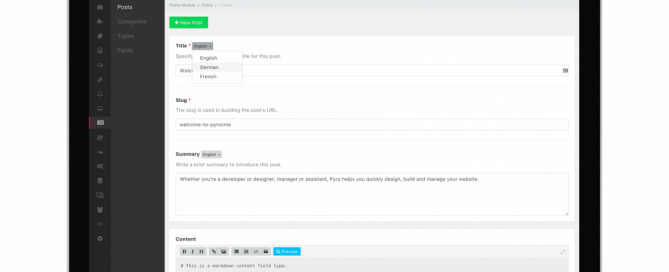 Posts
Categories
Types
Fields
Posts Module / Posts / Create
+ New Post
Title * English
Specify
title for this post.
English
German
French
Slug *
The slug is used in building the post's URL.
welcome-to-pyrocms
Summary English
Write a brief summary to introduce this post.
Whether you're a developer or designer, manager or assistant, Pyro helps you quickly design, build and manage your website.
Content
B I H Preview
# This is a markdown content field type.